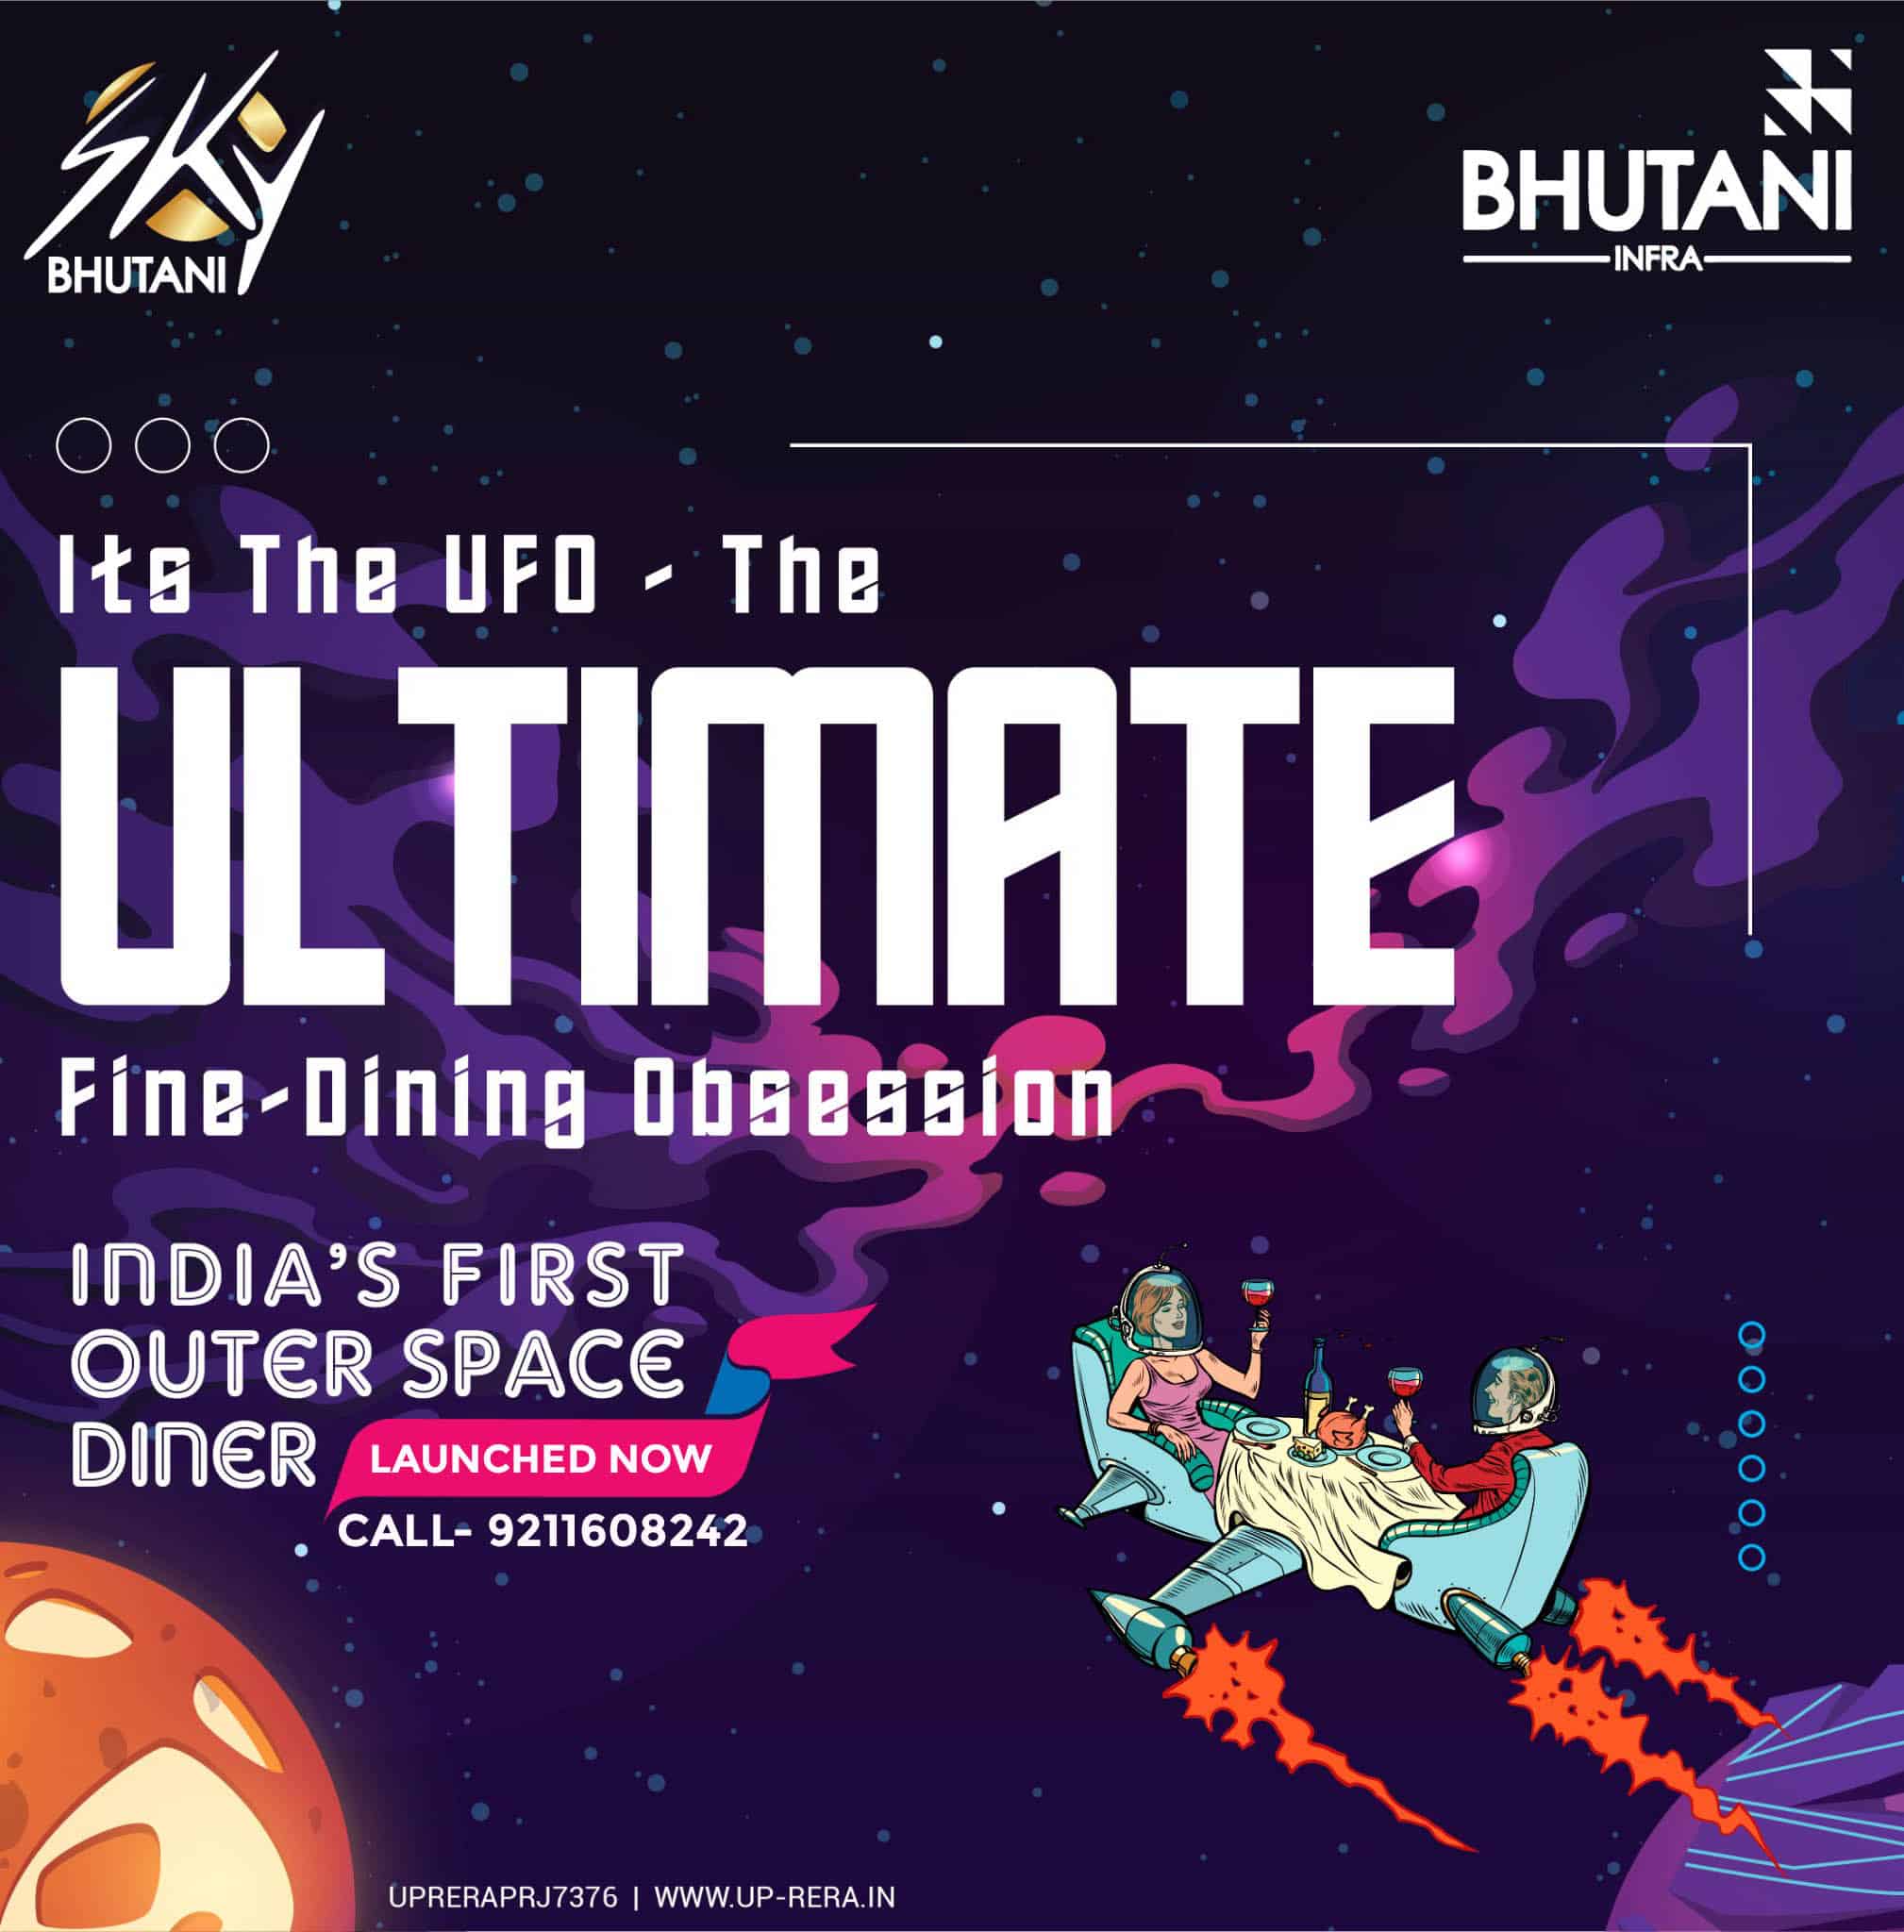 SKY
BHUTANI
BHUTANI
INFRA
Its The UFO - The
ULTIMATE
Fine-Dining Obsession
INDIA'S FIRST
OUTER SPACE
DINER
LAUNCHED NOW
CALL- 9211608242
UPRERAPRJ7376 | WWW.UP-RERA.IN